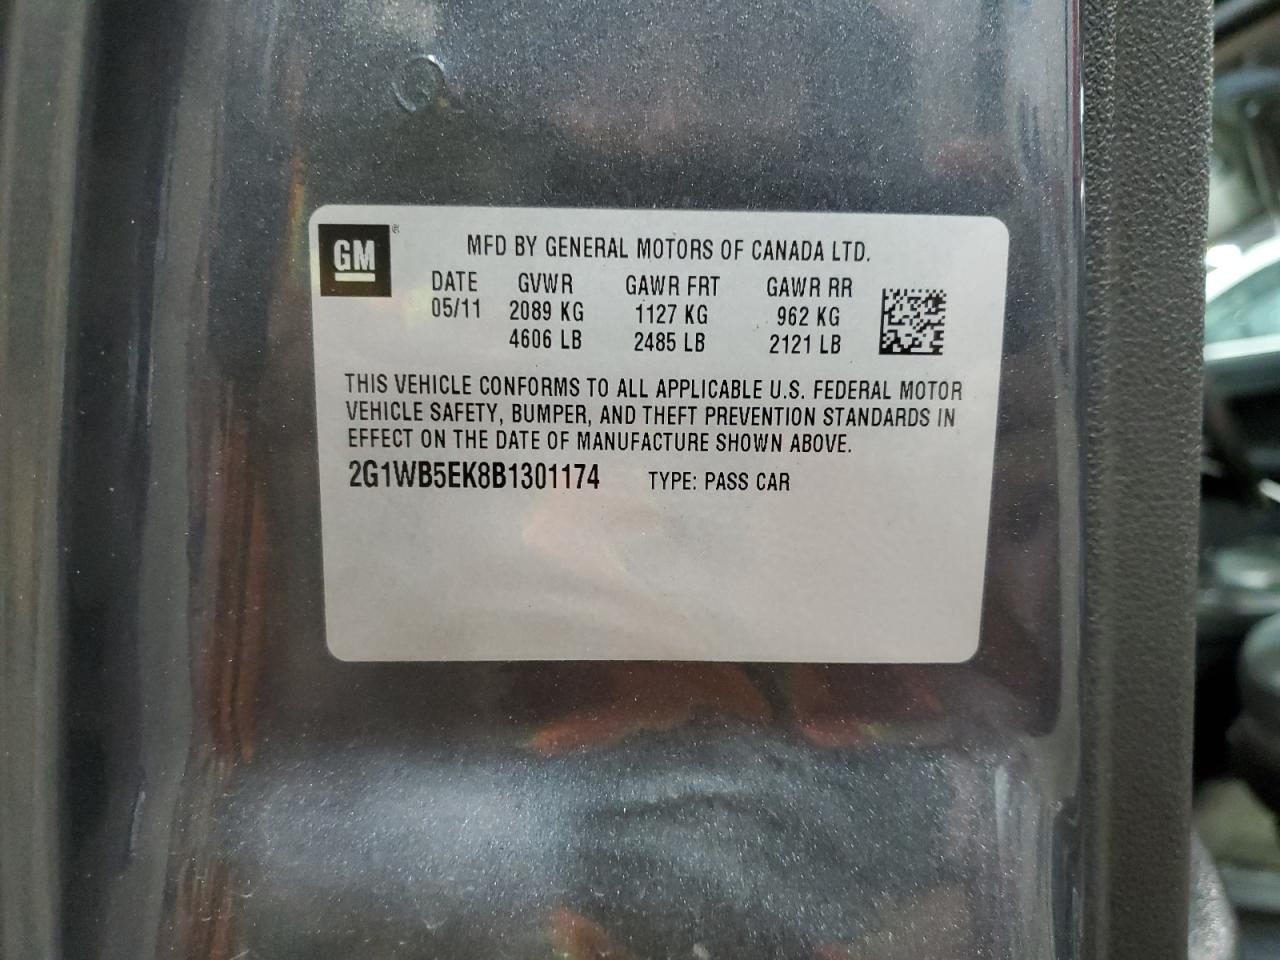 GM ®
MFD BY GENERAL MOTORS OF CANADA LTD.
DATE GVWR GAWR FRT GAWR RR
05/11 2089 KG 1127 KG 962 KG
4606 LB 2485 LB 2121 LB
THIS VEHICLE CONFORMS TO ALL APPLICABLE U.S. FEDERAL MOTOR
VEHICLE SAFETY, BUMPER, AND THEFT PREVENTION STANDARDS IN
EFFECT ON THE DATE OF MANUFACTURE SHOWN ABOVE.
2G1WB5EK8B1301174 TYPE: PASS CAR